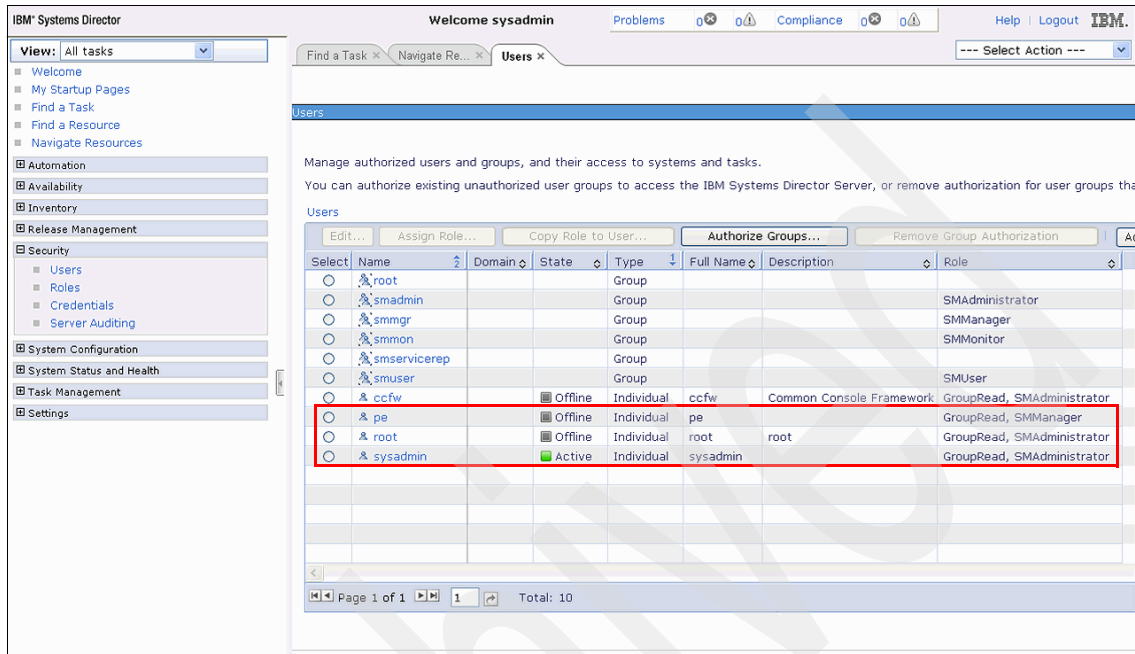 IBM® Systems Director Welcome sysadmin Problems 0 0 Compliance 0 0 Help Logout IBM.
View: All tasks
Find a Task Navigate Re... Users --- Select Action ---
Welcome
My Startup Pages
Find a Task
Find a Resource
Navigate Resources
Automation
Availability
Inventory
Release Management
Security
Users
Roles
Credentials
Server Auditing
System Configuration
System Status and Health
Task Management
Settings
Users
Manage authorized users and groups, and their access to systems and tasks.
You can authorize existing unauthorized user groups to access the IBM Systems Director Server, or remove authorization for user groups tha
Users
Edit... Assign Role... Copy Role to User... Authorize Groups... Remove Group Authorization
Select Name 2 Domain State Type 1 Full Name Description Role
root Group
smadmin Group SMAdministrator
smmgr Group SMManager
smmon Group SMMonitor
smservicerep Group
smuser Group SMUser
ccfw Offline Individual ccfw Common Console Framework GroupRead, SMAdministrator
pe Offline Individual pe GroupRead, SMManager
root Offline Individual root root GroupRead, SMAdministrator
sysadmin Active Individual sysadmin GroupRead, SMAdministrator
Page 1 of 1 1 Total: 10